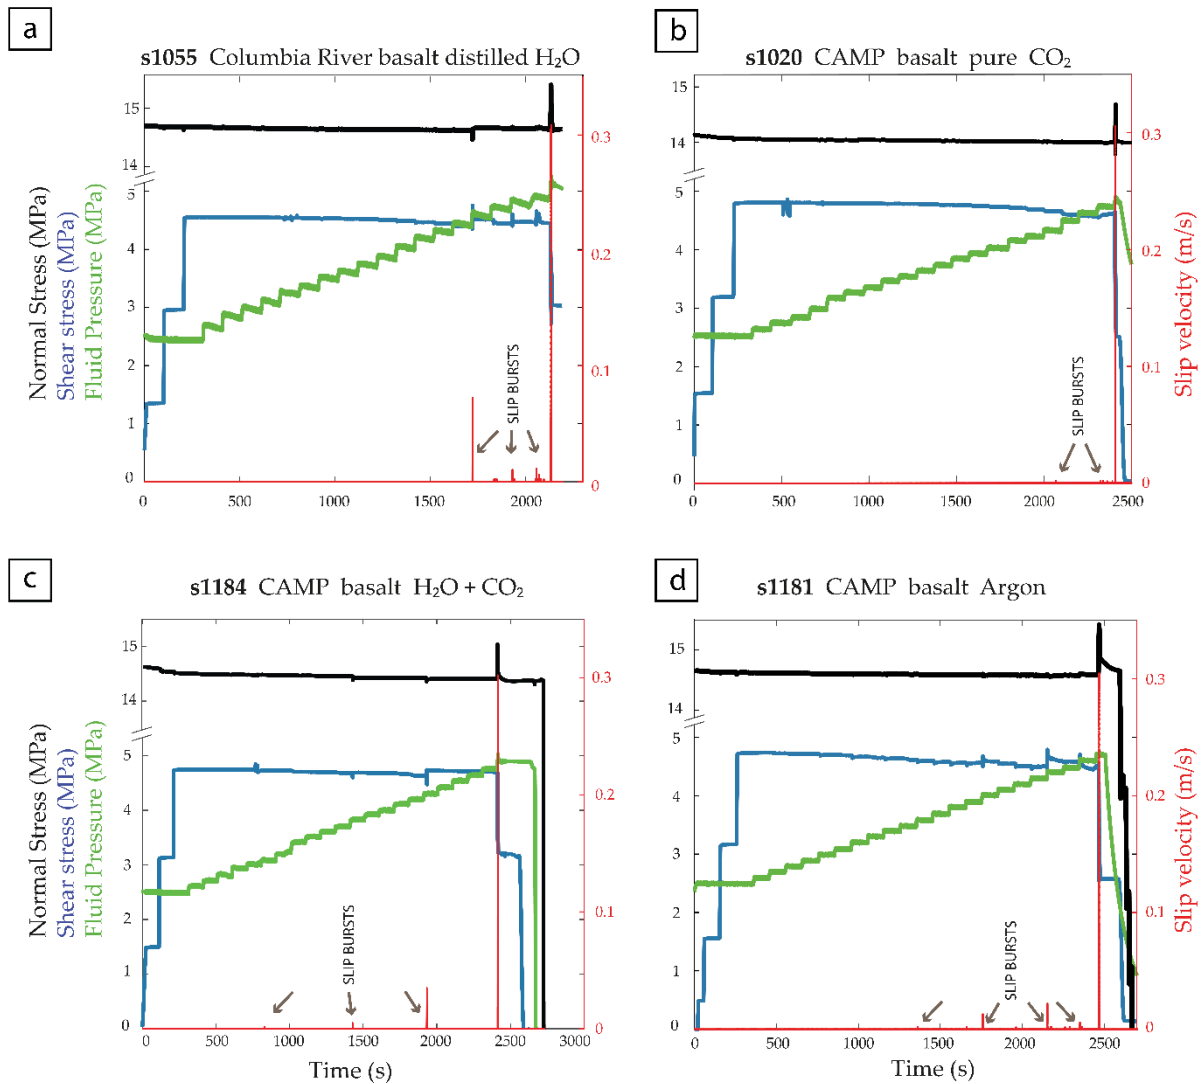 a
s1055 Columbia River basalt distilled H₂O
15
14
5
4
3
2
1
0
0.3
0.2
0.1
0
0 500 1000 1500 2000
Normal Stress (MPa)
Shear stress (MPa)
Fluid Pressure (MPa)
SLIP BURSTS
b
s1020 CAMP basalt pure CO₂
15
14
5
4
3
2
1
0
0.3
0.2
0.1
0
0 500 1000 1500 2000 2500
Slip velocity (m/s)
SLIP BURSTS
c
s1184 CAMP basalt H₂O + CO₂
15
14
5
4
3
2
1
0
0.3
0.2
0.1
0
0 500 1000 1500 2000 2500 3000
Normal Stress (MPa)
Shear stress (MPa)
Fluid Pressure (MPa)
SLIP BURSTS
Time (s)
d
s1181 CAMP basalt Argon
15
14
5
4
3
2
1
0
0.3
0.2
0.1
0
0 500 1000 1500 2000 2500
Slip velocity (m/s)
SLIP BURSTS
Time (s)